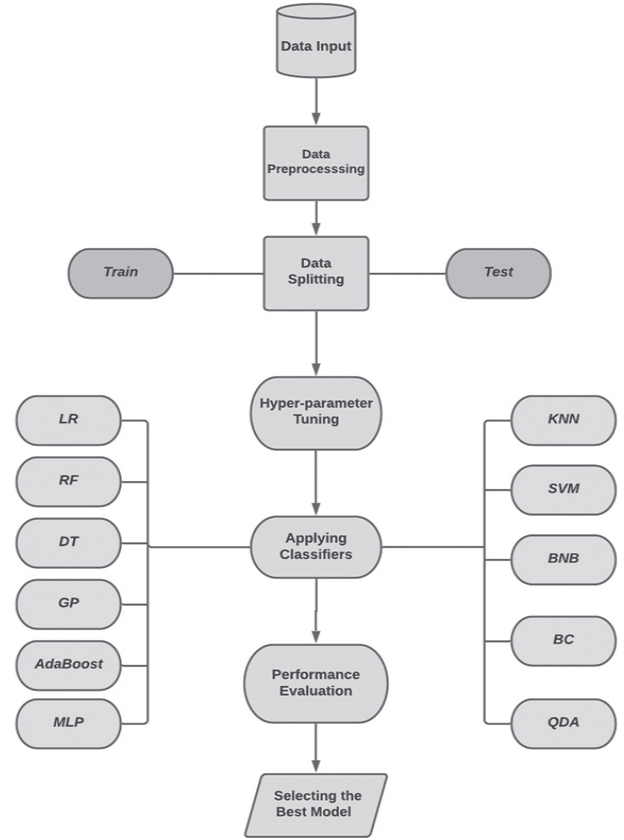 Data Input
Data
Preprocesssing
Train
Data
Splitting
Test
Hyper-parameter
Tuning
LR
RF
DT
GP
AdaBoost
MLP
KNN
SVM
BNB
BC
QDA
Applying
Classifiers
Performance
Evaluation
Selecting the
Best Model